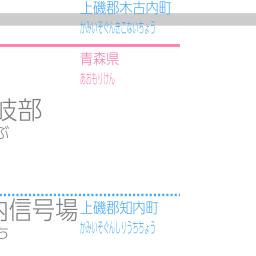 上磯郡木古内町
かみいそぐんきこないちょう
青森県
あおもりけん
岐部
ぶ
内信号場
ち
上磯郡知内町
かみいそぐんしりうちちょう